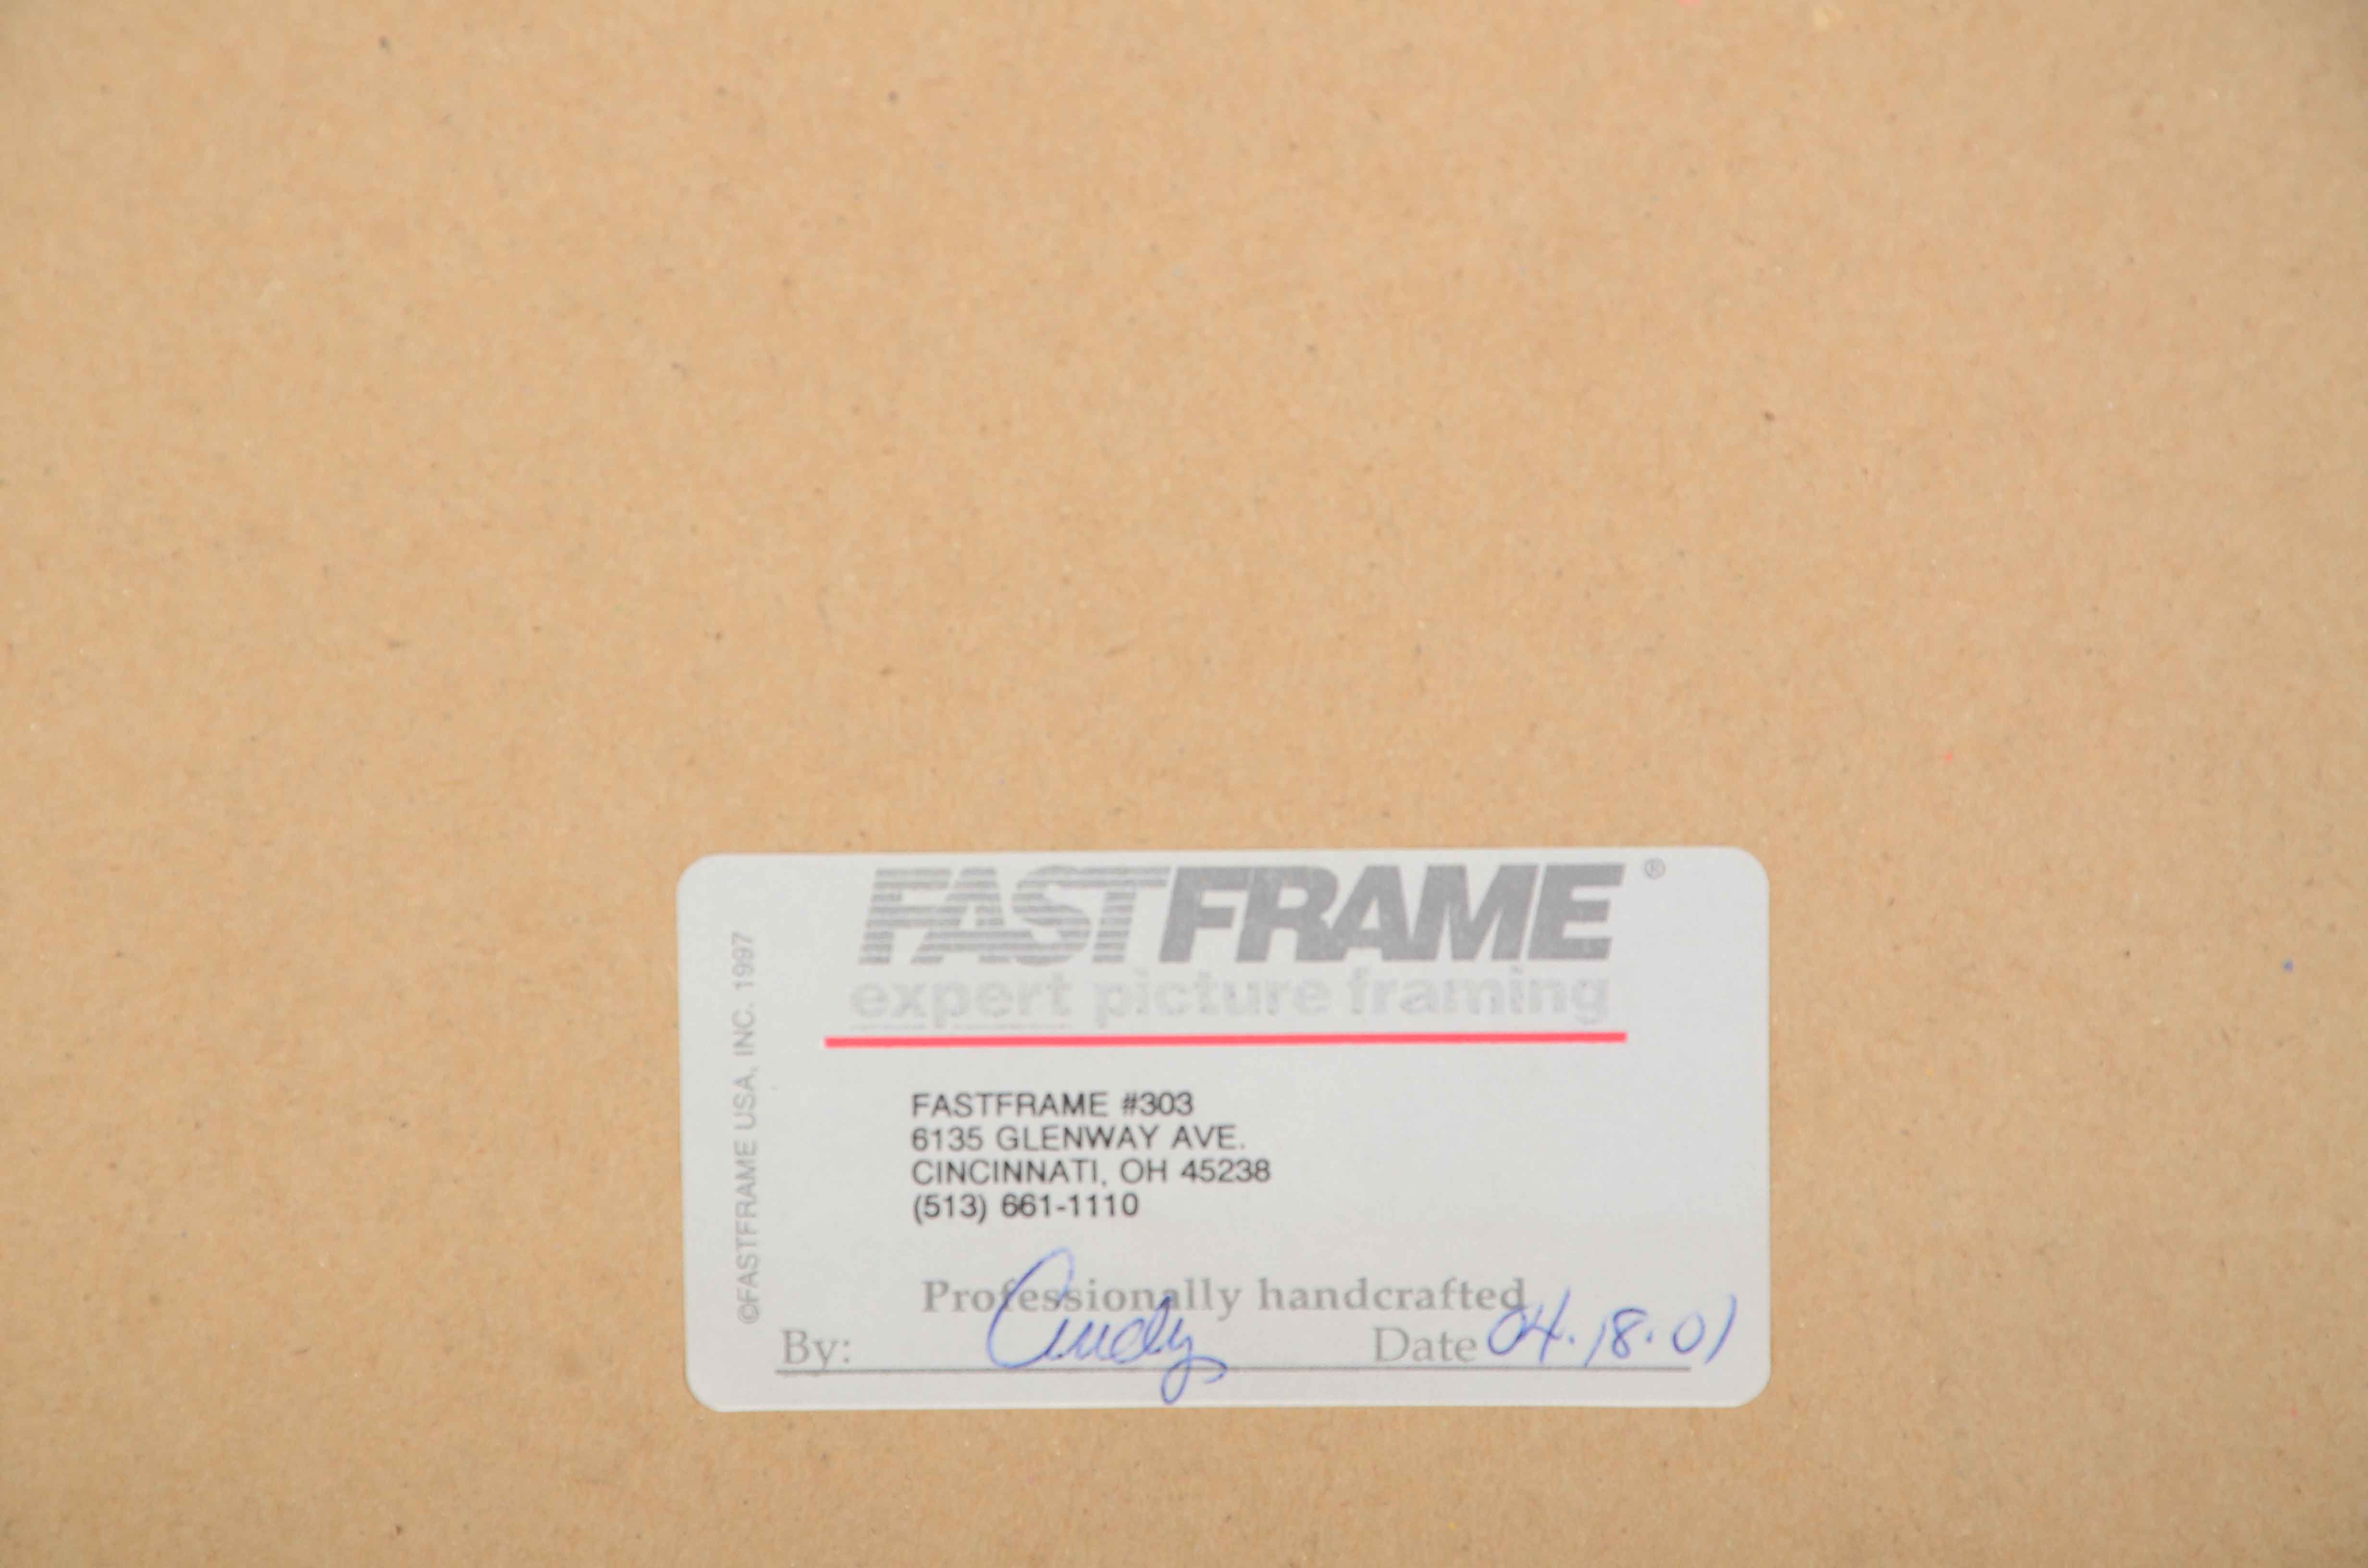 FASTFRAME ®
expert picture framing
©FASTFRAME USA, INC. 1997
FASTFRAME #303
6135 GLENWAY AVE.
CINCINNATI, OH 45238
(513) 661-1110
Professionally handcrafted
By: Cindy Date 04.18.01